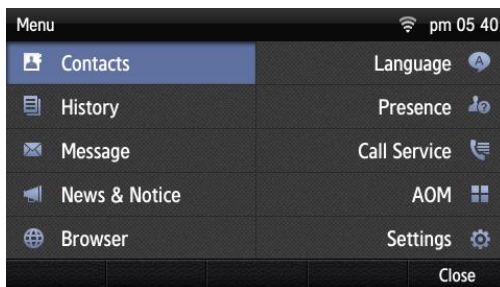 Menu pm 05 40
Contacts Language
History Presence
Message Call Service
News & Notice AOM
Browser Settings
Close